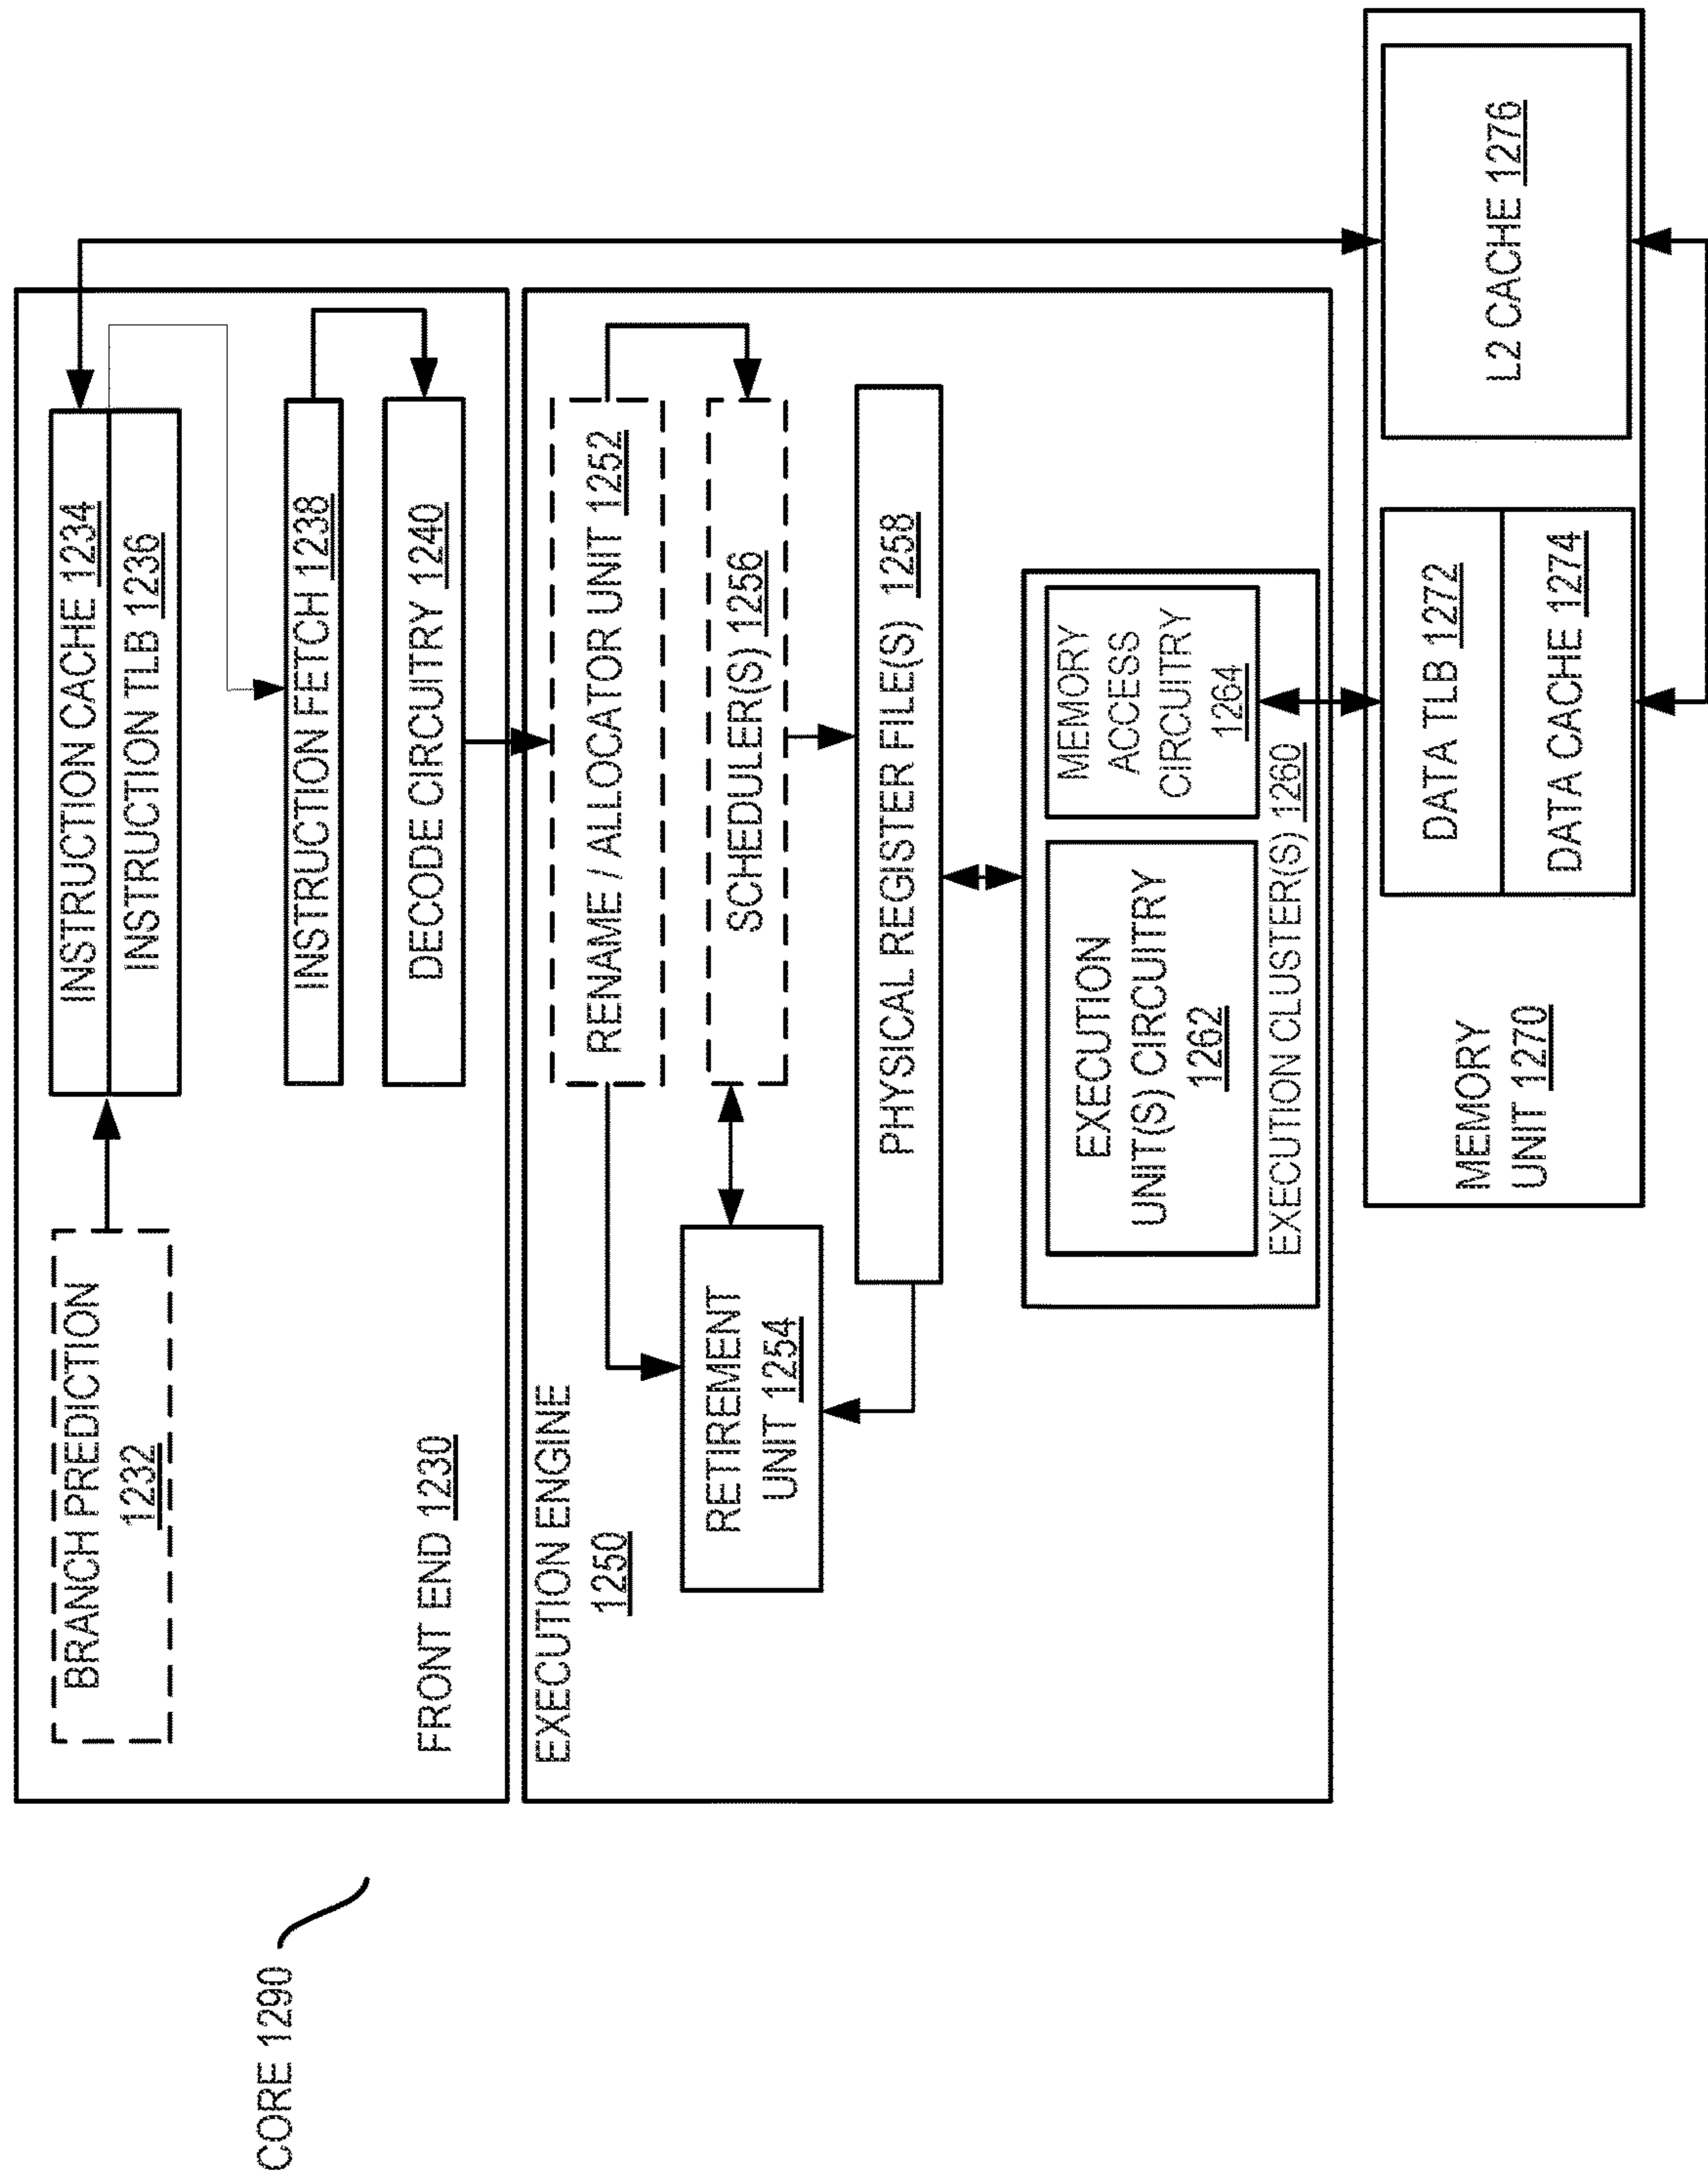 CORE 1290
BRANCH PREDICTION
1232
INSTRUCTION CACHE 1234
INSTRUCTION TLB 1236
INSTRUCTION FETCH 1238
DECODE CIRCUITRY 1240
FRONT END 1230
EXECUTION ENGINE
1250
RENAME / ALLOCATOR UNIT 1252
SCHEDULER(S) 1256
RETIREMENT
UNIT 1254
PHYSICAL REGISTER FILE(S) 1258
EXECUTION
UNIT(S) CIRCUITRY
1262
MEMORY
ACCESS
CIRCUITRY
1264
EXECUTION CLUSTER(S) 1260
MEMORY
UNIT 1270
DATA TLB 1272
DATA CACHE 1274
L2 CACHE 1276